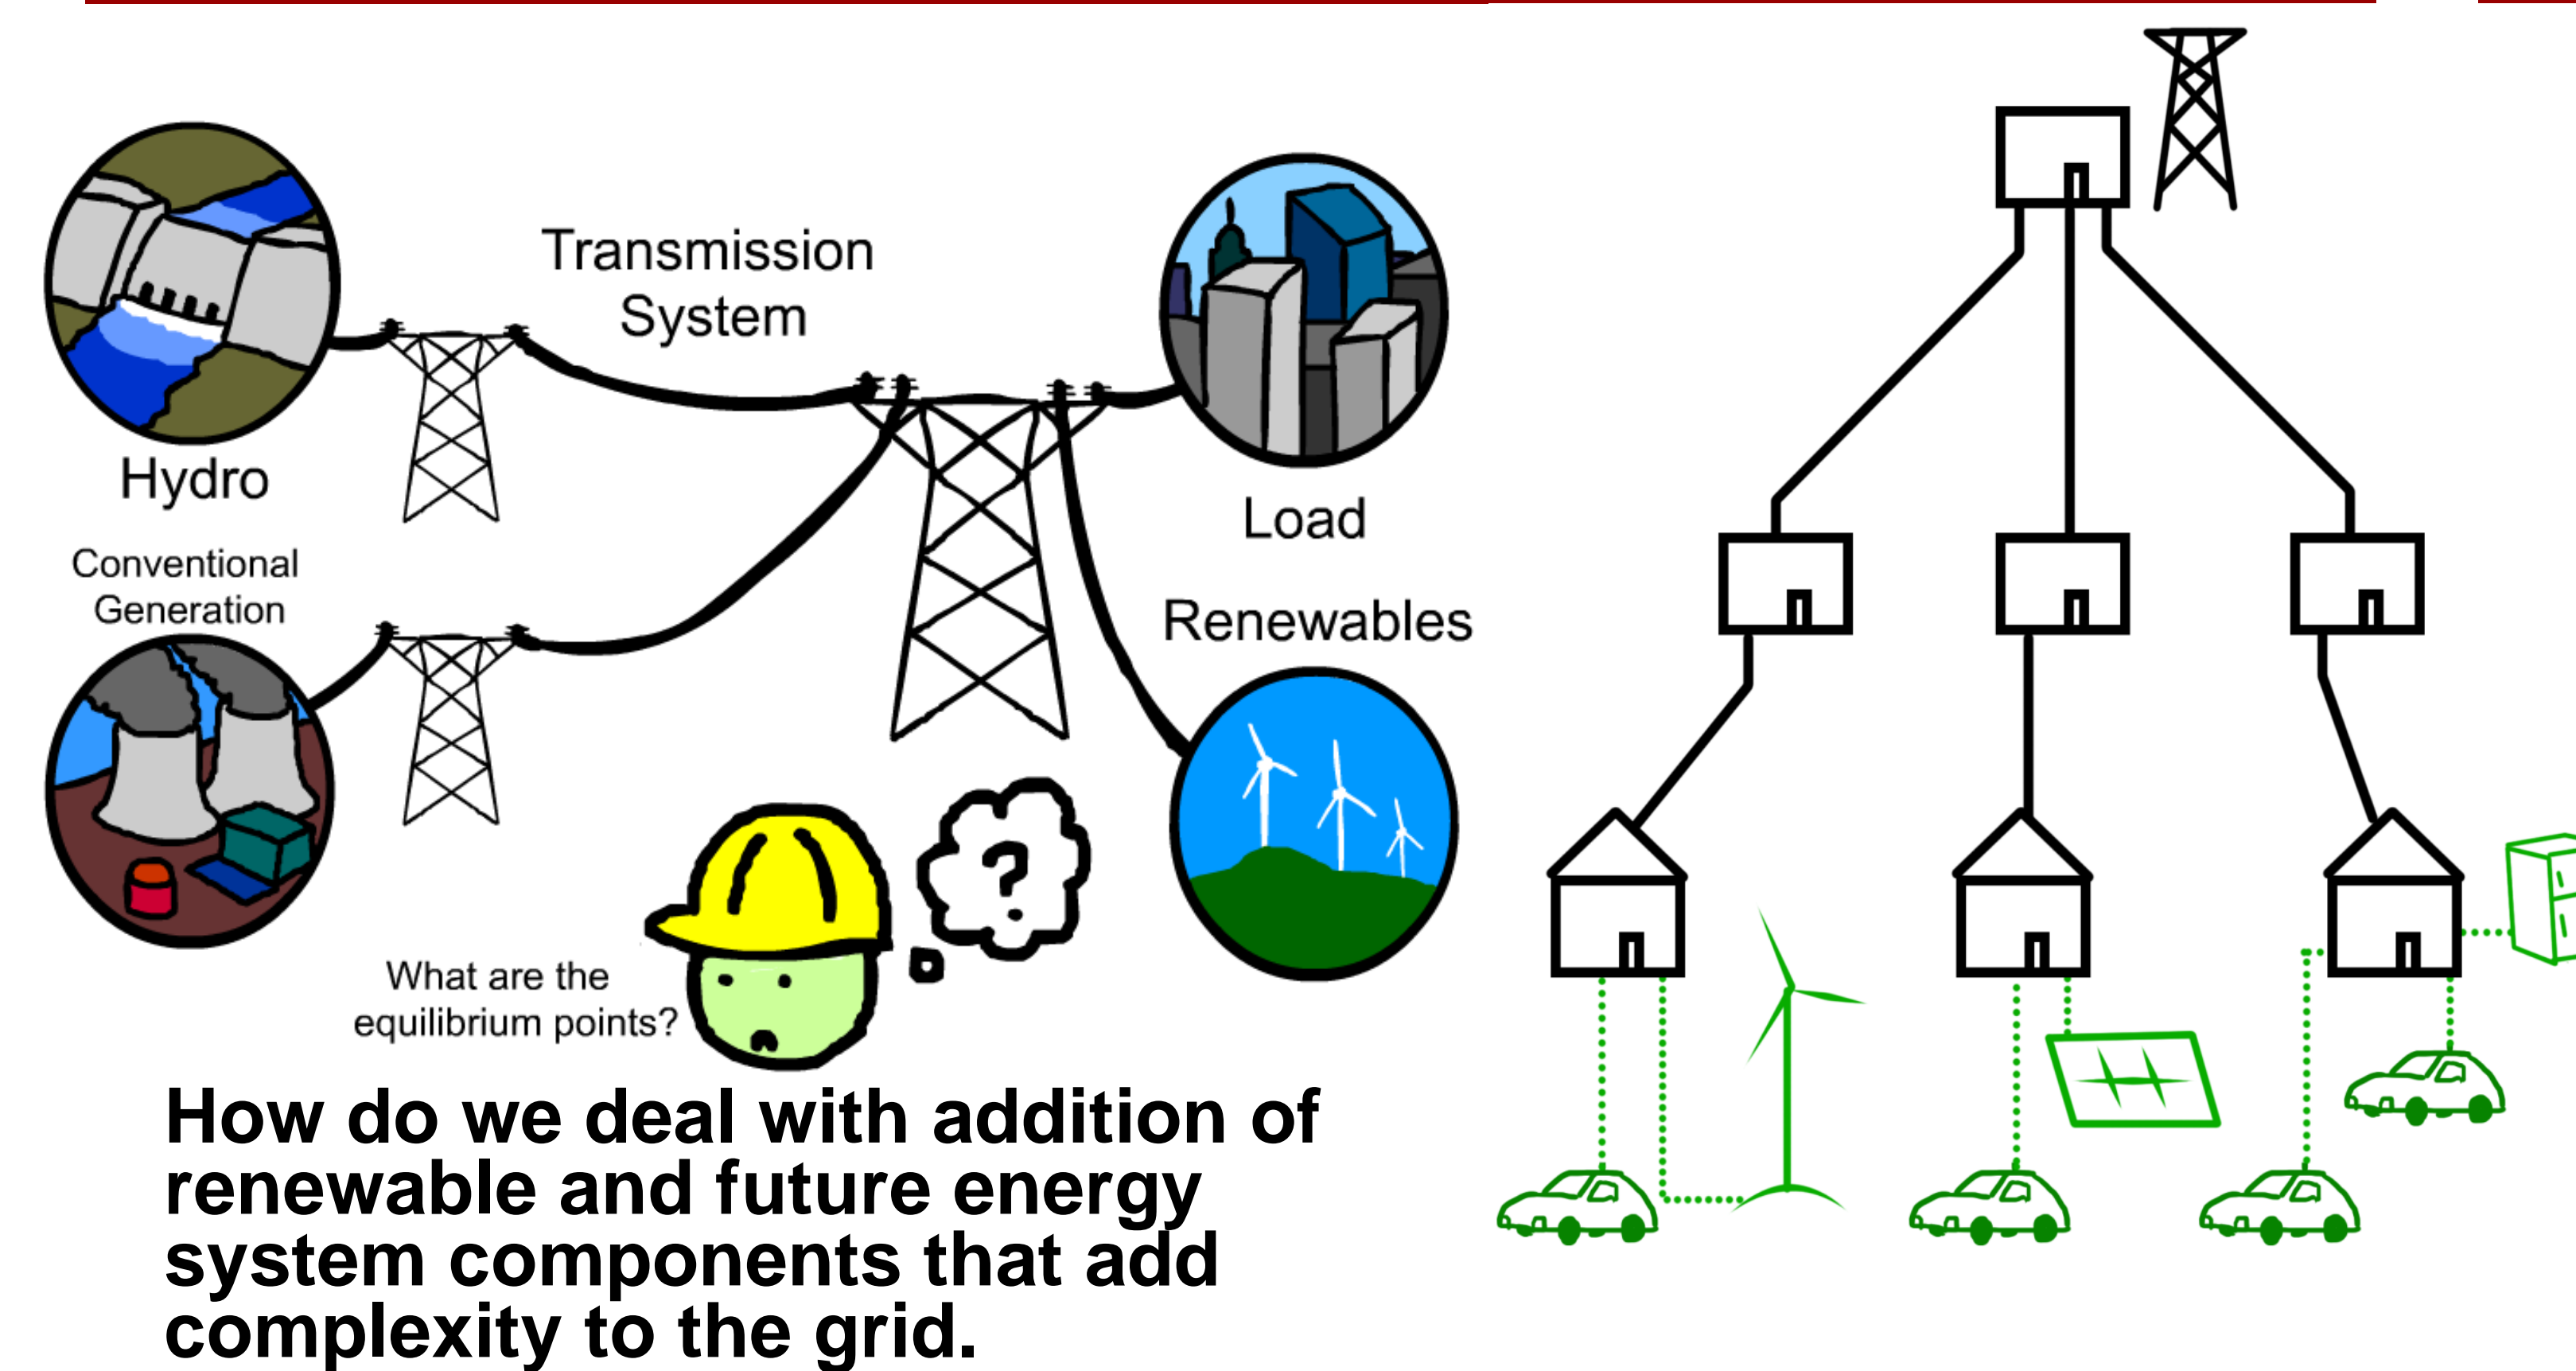 Transmission
System
Hydro
Conventional
Generation
Load
Renewables
?
What are the
equilibrium points?
How do we deal with addition of
renewable and future energy
system components that add
complexity to the grid.